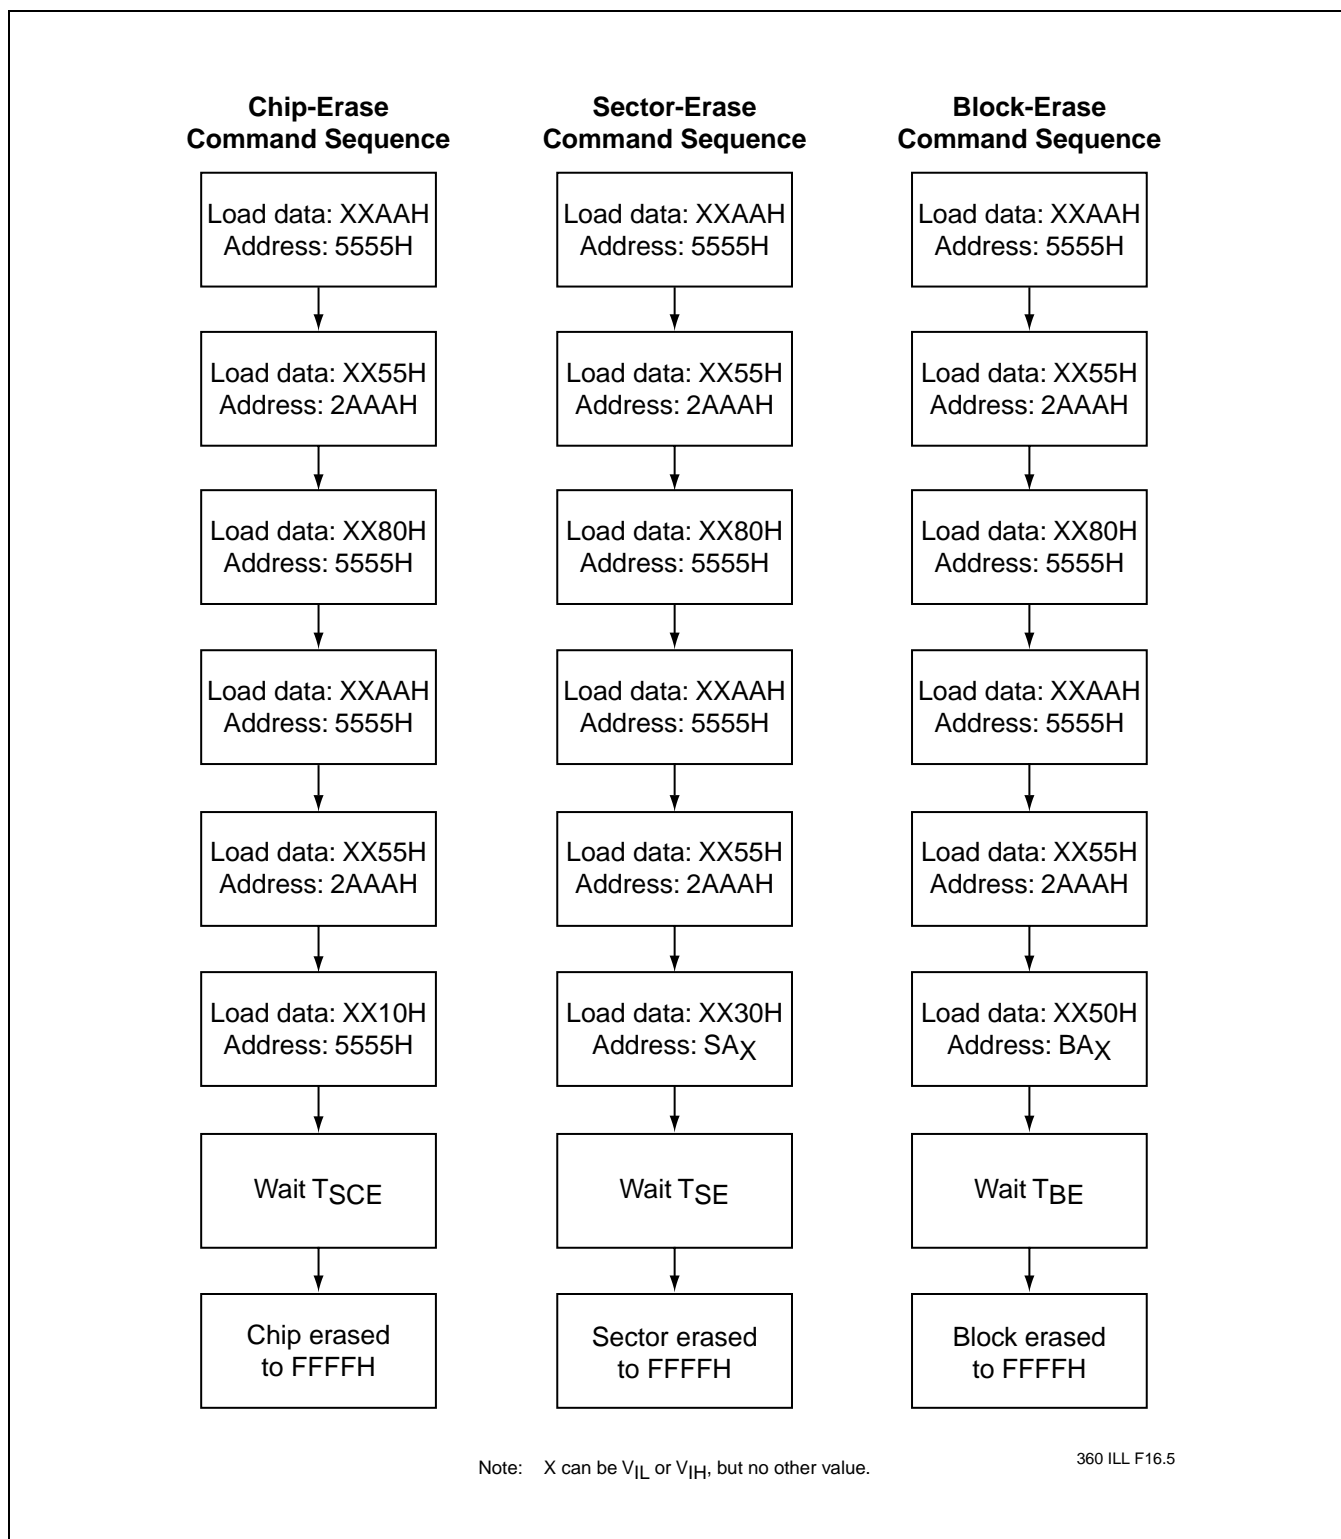 Chip-Erase
Command Sequence
Load data: XXAAH
Address: 5555H
Load data: XX55H
Address: 2AAAH
Load data: XX80H
Address: 5555H
Load data: XXAAH
Address: 5555H
Load data: XX55H
Address: 2AAAH
Load data: XX10H
Address: 5555H
Wait TSCE
Chip erased
to FFFFH
Sector-Erase
Command Sequence
Load data: XXAAH
Address: 5555H
Load data: XX55H
Address: 2AAAH
Load data: XX80H
Address: 5555H
Load data: XXAAH
Address: 5555H
Load data: XX55H
Address: 2AAAH
Load data: XX30H
Address: SAX
Wait TSE
Sector erased
to FFFFH
Block-Erase
Command Sequence
Load data: XXAAH
Address: 5555H
Load data: XX55H
Address: 2AAAH
Load data: XX80H
Address: 5555H
Load data: XXAAH
Address: 5555H
Load data: XX55H
Address: 2AAAH
Load data: XX50H
Address: BAX
Wait TBE
Block erased
to FFFFH
Note: X can be VIL or VIH, but no other value.
360 ILL F16.5